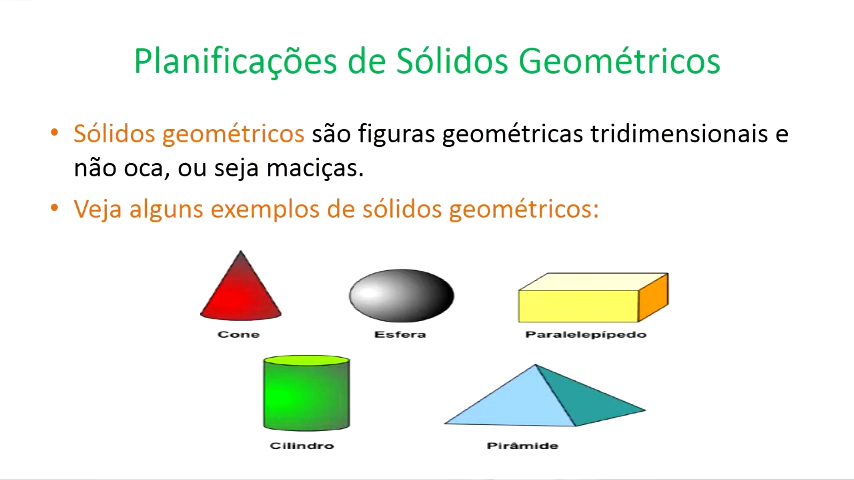 Planificações de Sólidos Geométricos
• Sólidos geométricos são figuras geométricas tridimensionais e
não oca, ou seja maciças.
• Veja alguns exemplos de sólidos geométricos:
Cone
Esfera
Paralelepípedo
Cilindro
Pirâmide